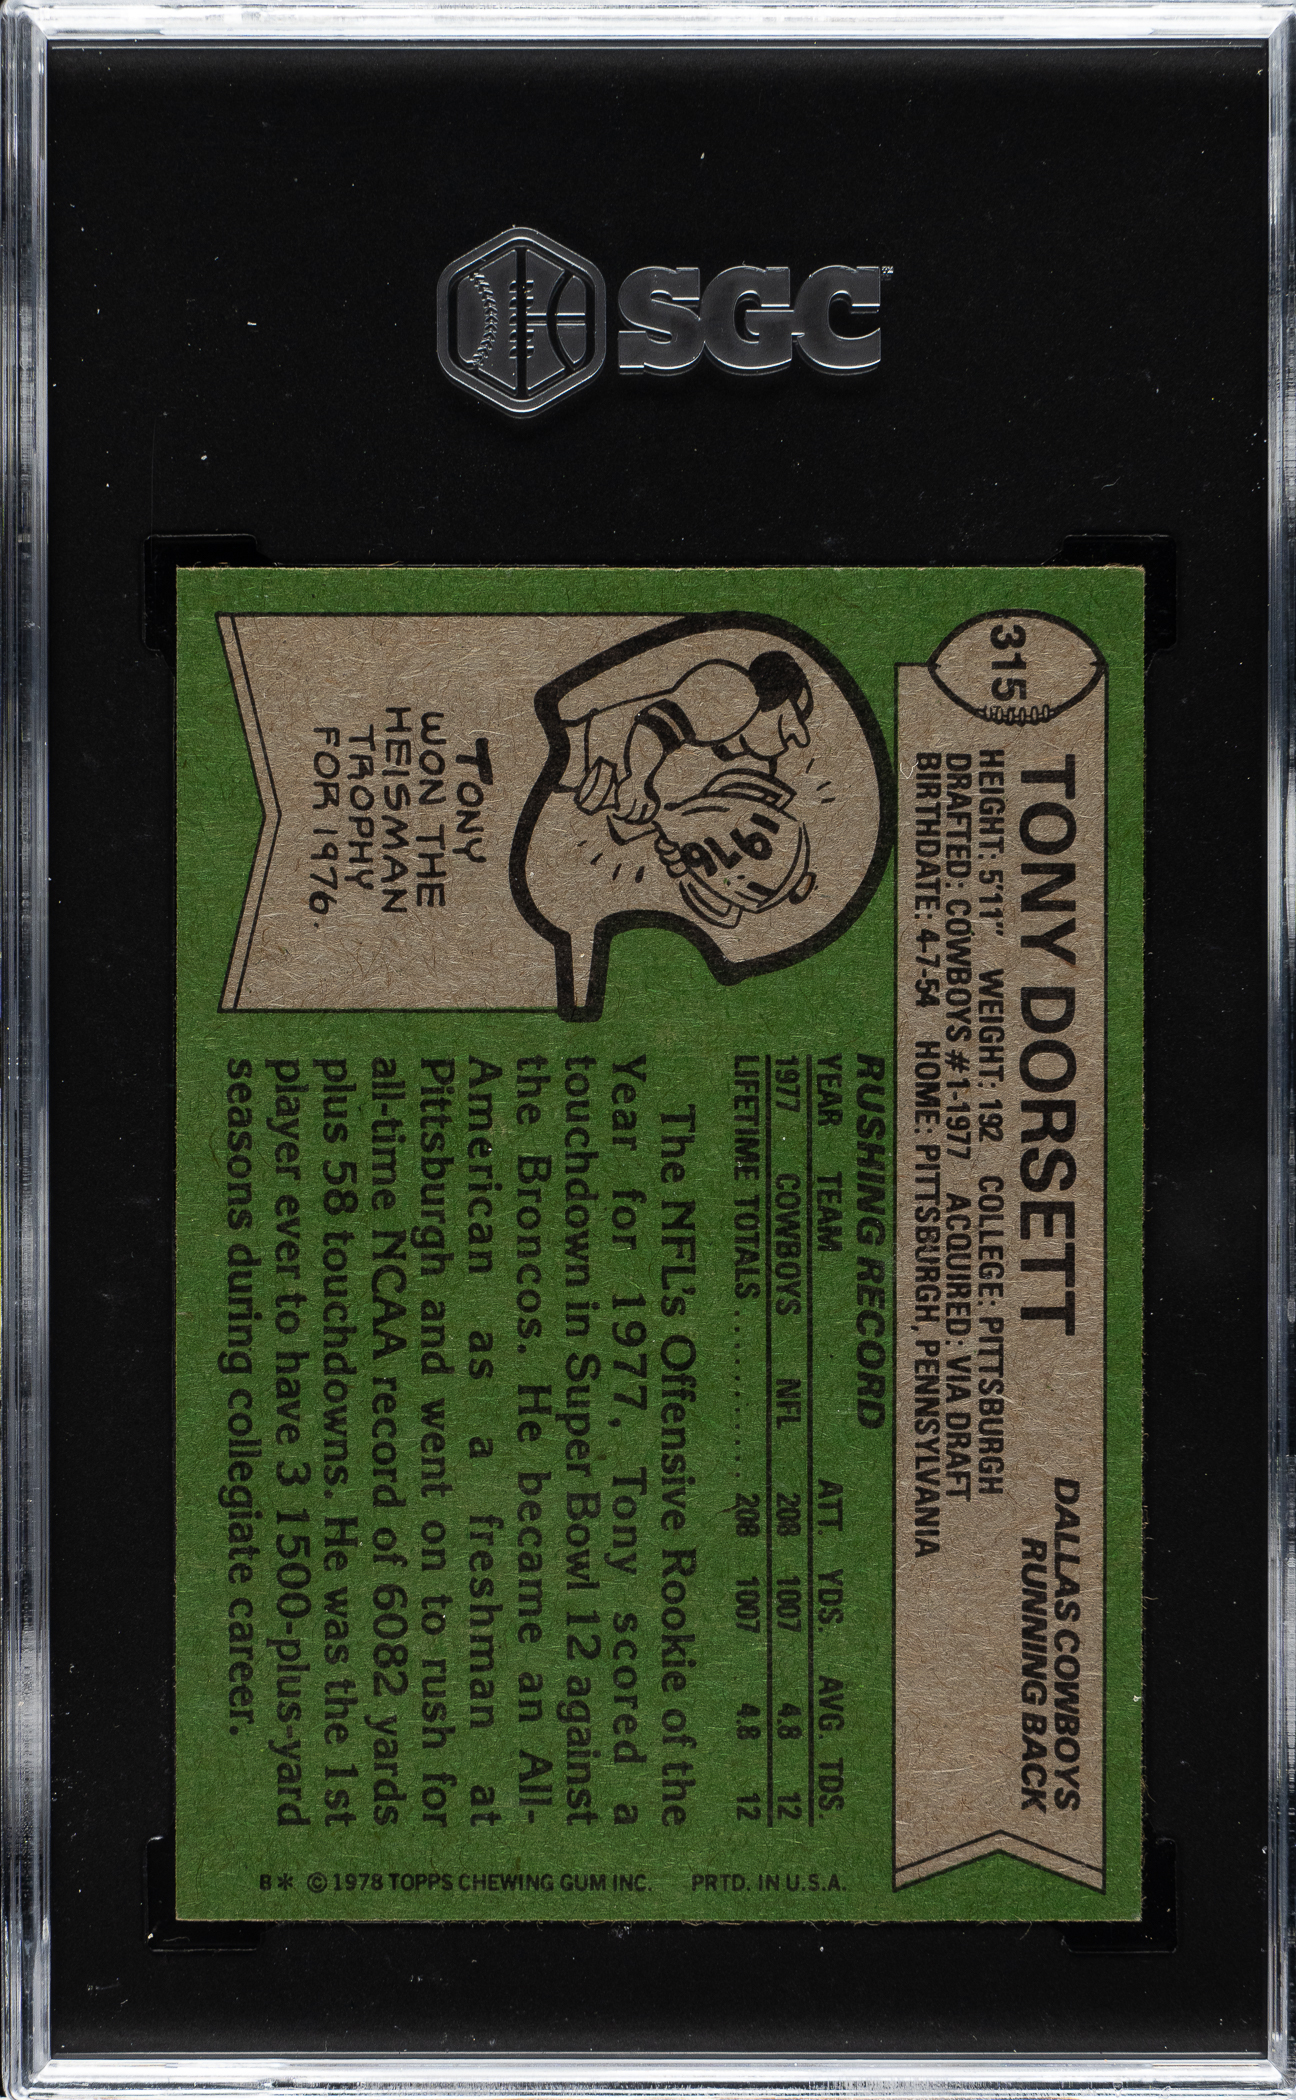 SGC™
315
TONY DORSETT
DALLAS COWBOYS
RUNNING BACK
HEIGHT: 5'11" WEIGHT: 192 COLLEGE: PITTSBURGH
DRAFTED: COWBOYS #1-1977 ACQUIRED: VIA DRAFT
BIRTHDATE: 4-7-54 HOME: PITTSBURGH, PENNSYLVANIA
1976
TONY
WON THE
HEISMAN
TROPHY
FOR 1976.
RUSHING RECORD
YEAR TEAM ATT. YDS. AVG. TDS.
1977 COWBOYS NFL 208 1007 4.8 12
LIFETIME TOTALS .......... 208 1007 4.8 12
The NFL's Offensive Rookie of the
Year for 1977, Tony scored a
touchdown in Super Bowl 12 against
the Broncos. He became an All-
American as a freshman at
Pittsburgh and went on to rush for
all-time NCAA record of 6082 yards
plus 58 touchdowns. He was the 1st
player ever to have 3 1500-plus-yard
seasons during collegiate career.
B* © 1978 TOPPS CHEWING GUM INC. PRTD. IN U.S.A.